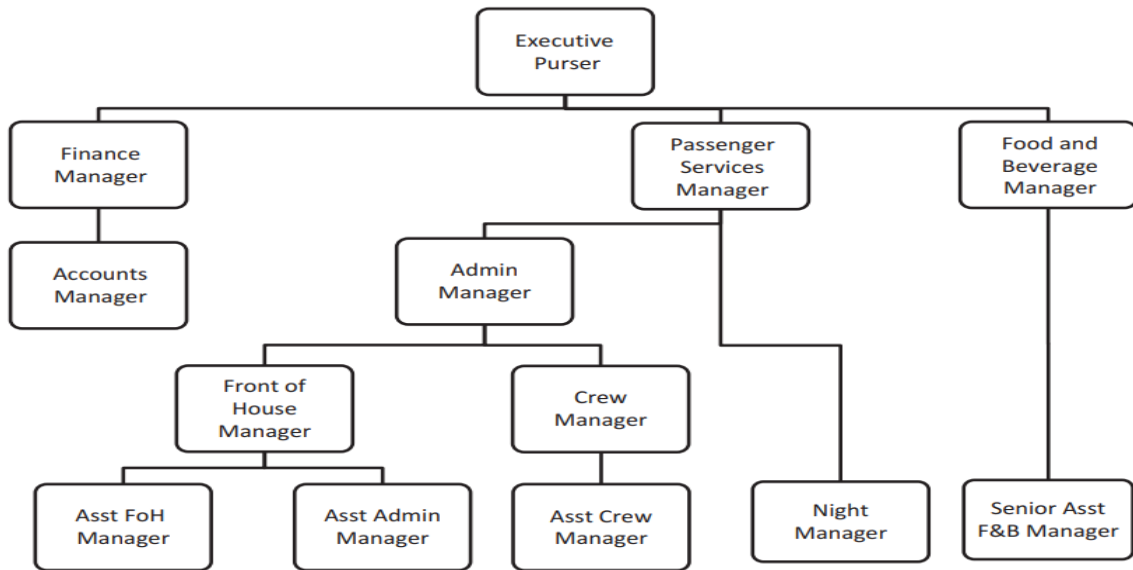 Executive
Purser
Finance
Manager
Passenger
Services
Manager
Food and
Beverage
Manager
Accounts
Manager
Admin
Manager
Front of
House
Manager
Crew
Manager
Asst FoH
Manager
Asst Admin
Manager
Asst Crew
Manager
Night
Manager
Senior Asst
F&B Manager